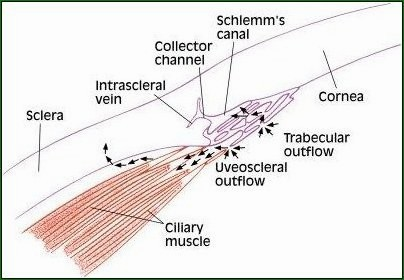 Schlemm's
canal
Collector
channel
Intrascleral
vein
Cornea
Sclera
Trabecular
outflow
Uveoscleral
outflow
Ciliary
muscle